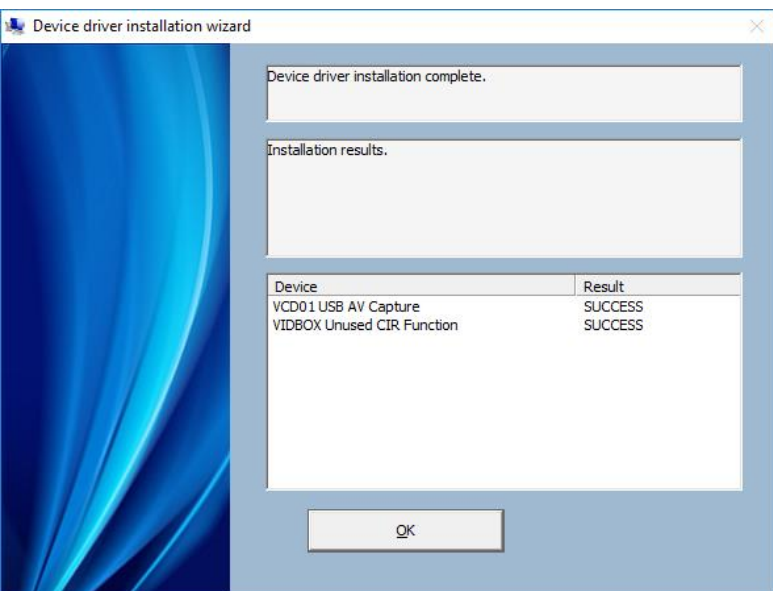 Device driver installation wizard
Device driver installation complete.
Installation results.
Device Result
VCD01 USB AV Capture SUCCESS
VIDBOX Unused CIR Function SUCCESS
OK